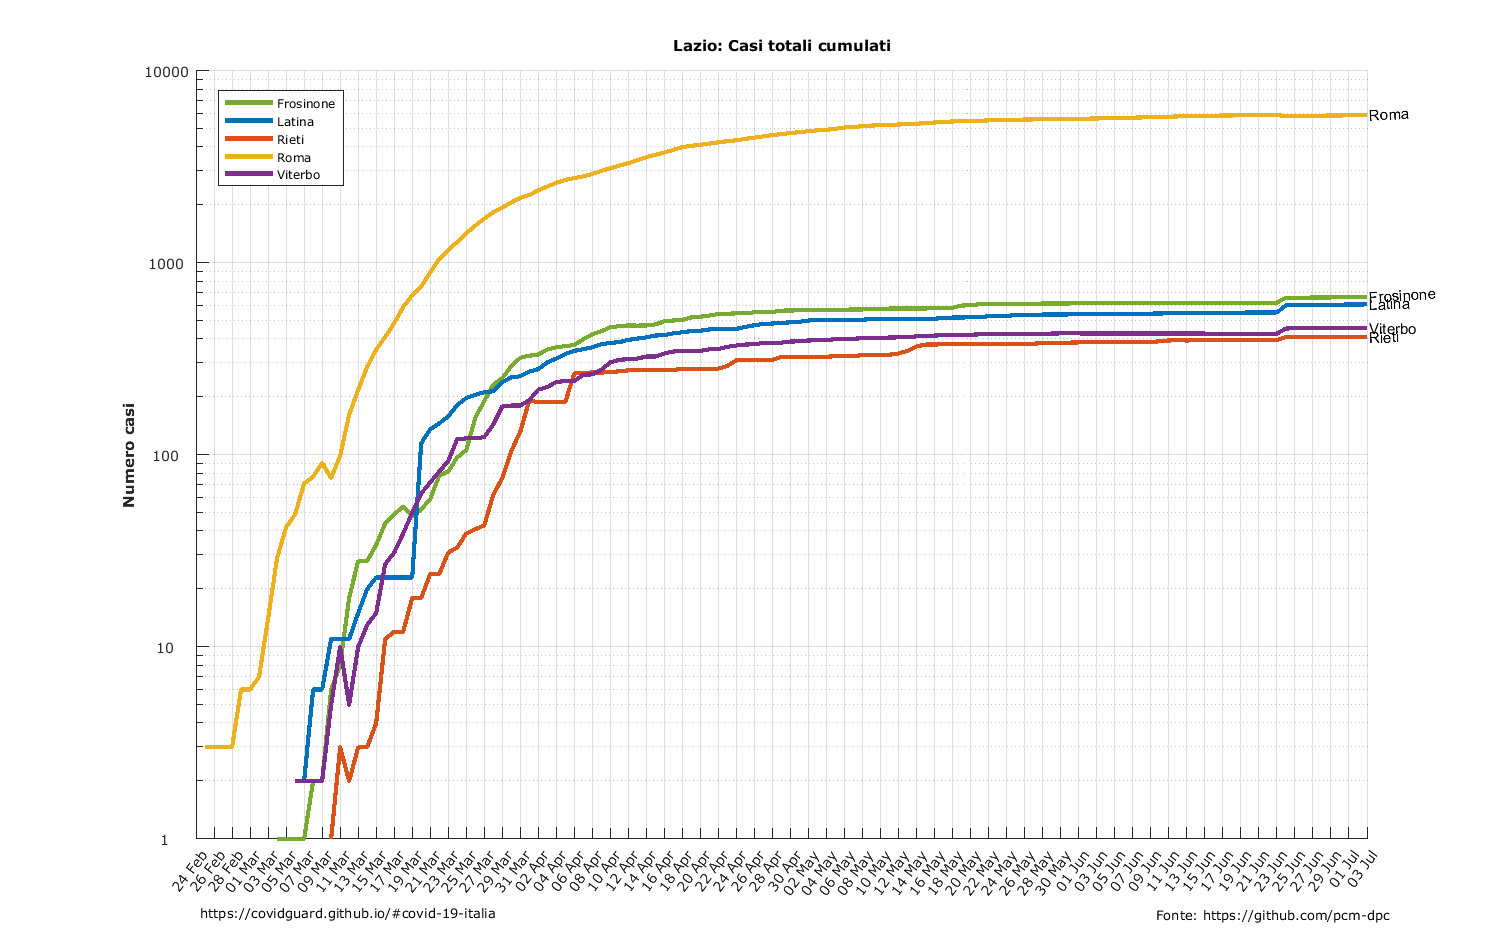 Lazio: Casi totali cumulati
10000
1000
100
10
1
Numero casi
Frosinone
Latina
Rieti
Roma
Viterbo
Roma
Frosinone
Latina
Viterbo
Rieti
24 Feb
26 Feb
28 Feb
01 Mar
03 Mar
05 Mar
07 Mar
09 Mar
11 Mar
13 Mar
15 Mar
17 Mar
19 Mar
21 Mar
23 Mar
25 Mar
27 Mar
29 Mar
31 Mar
02 Apr
04 Apr
06 Apr
08 Apr
10 Apr
12 Apr
14 Apr
16 Apr
18 Apr
20 Apr
22 Apr
24 Apr
26 Apr
28 Apr
30 Apr
02 May
04 May
06 May
08 May
10 May
12 May
14 May
16 May
18 May
20 May
22 May
24 May
26 May
28 May
30 May
01 Jun
03 Jun
05 Jun
07 Jun
09 Jun
11 Jun
13 Jun
15 Jun
17 Jun
19 Jun
21 Jun
23 Jun
25 Jun
27 Jun
29 Jun
01 Jul
03 Jul
https://covidguard.github.io/#covid-19-italia
Fonte: https://github.com/pcm-dpc